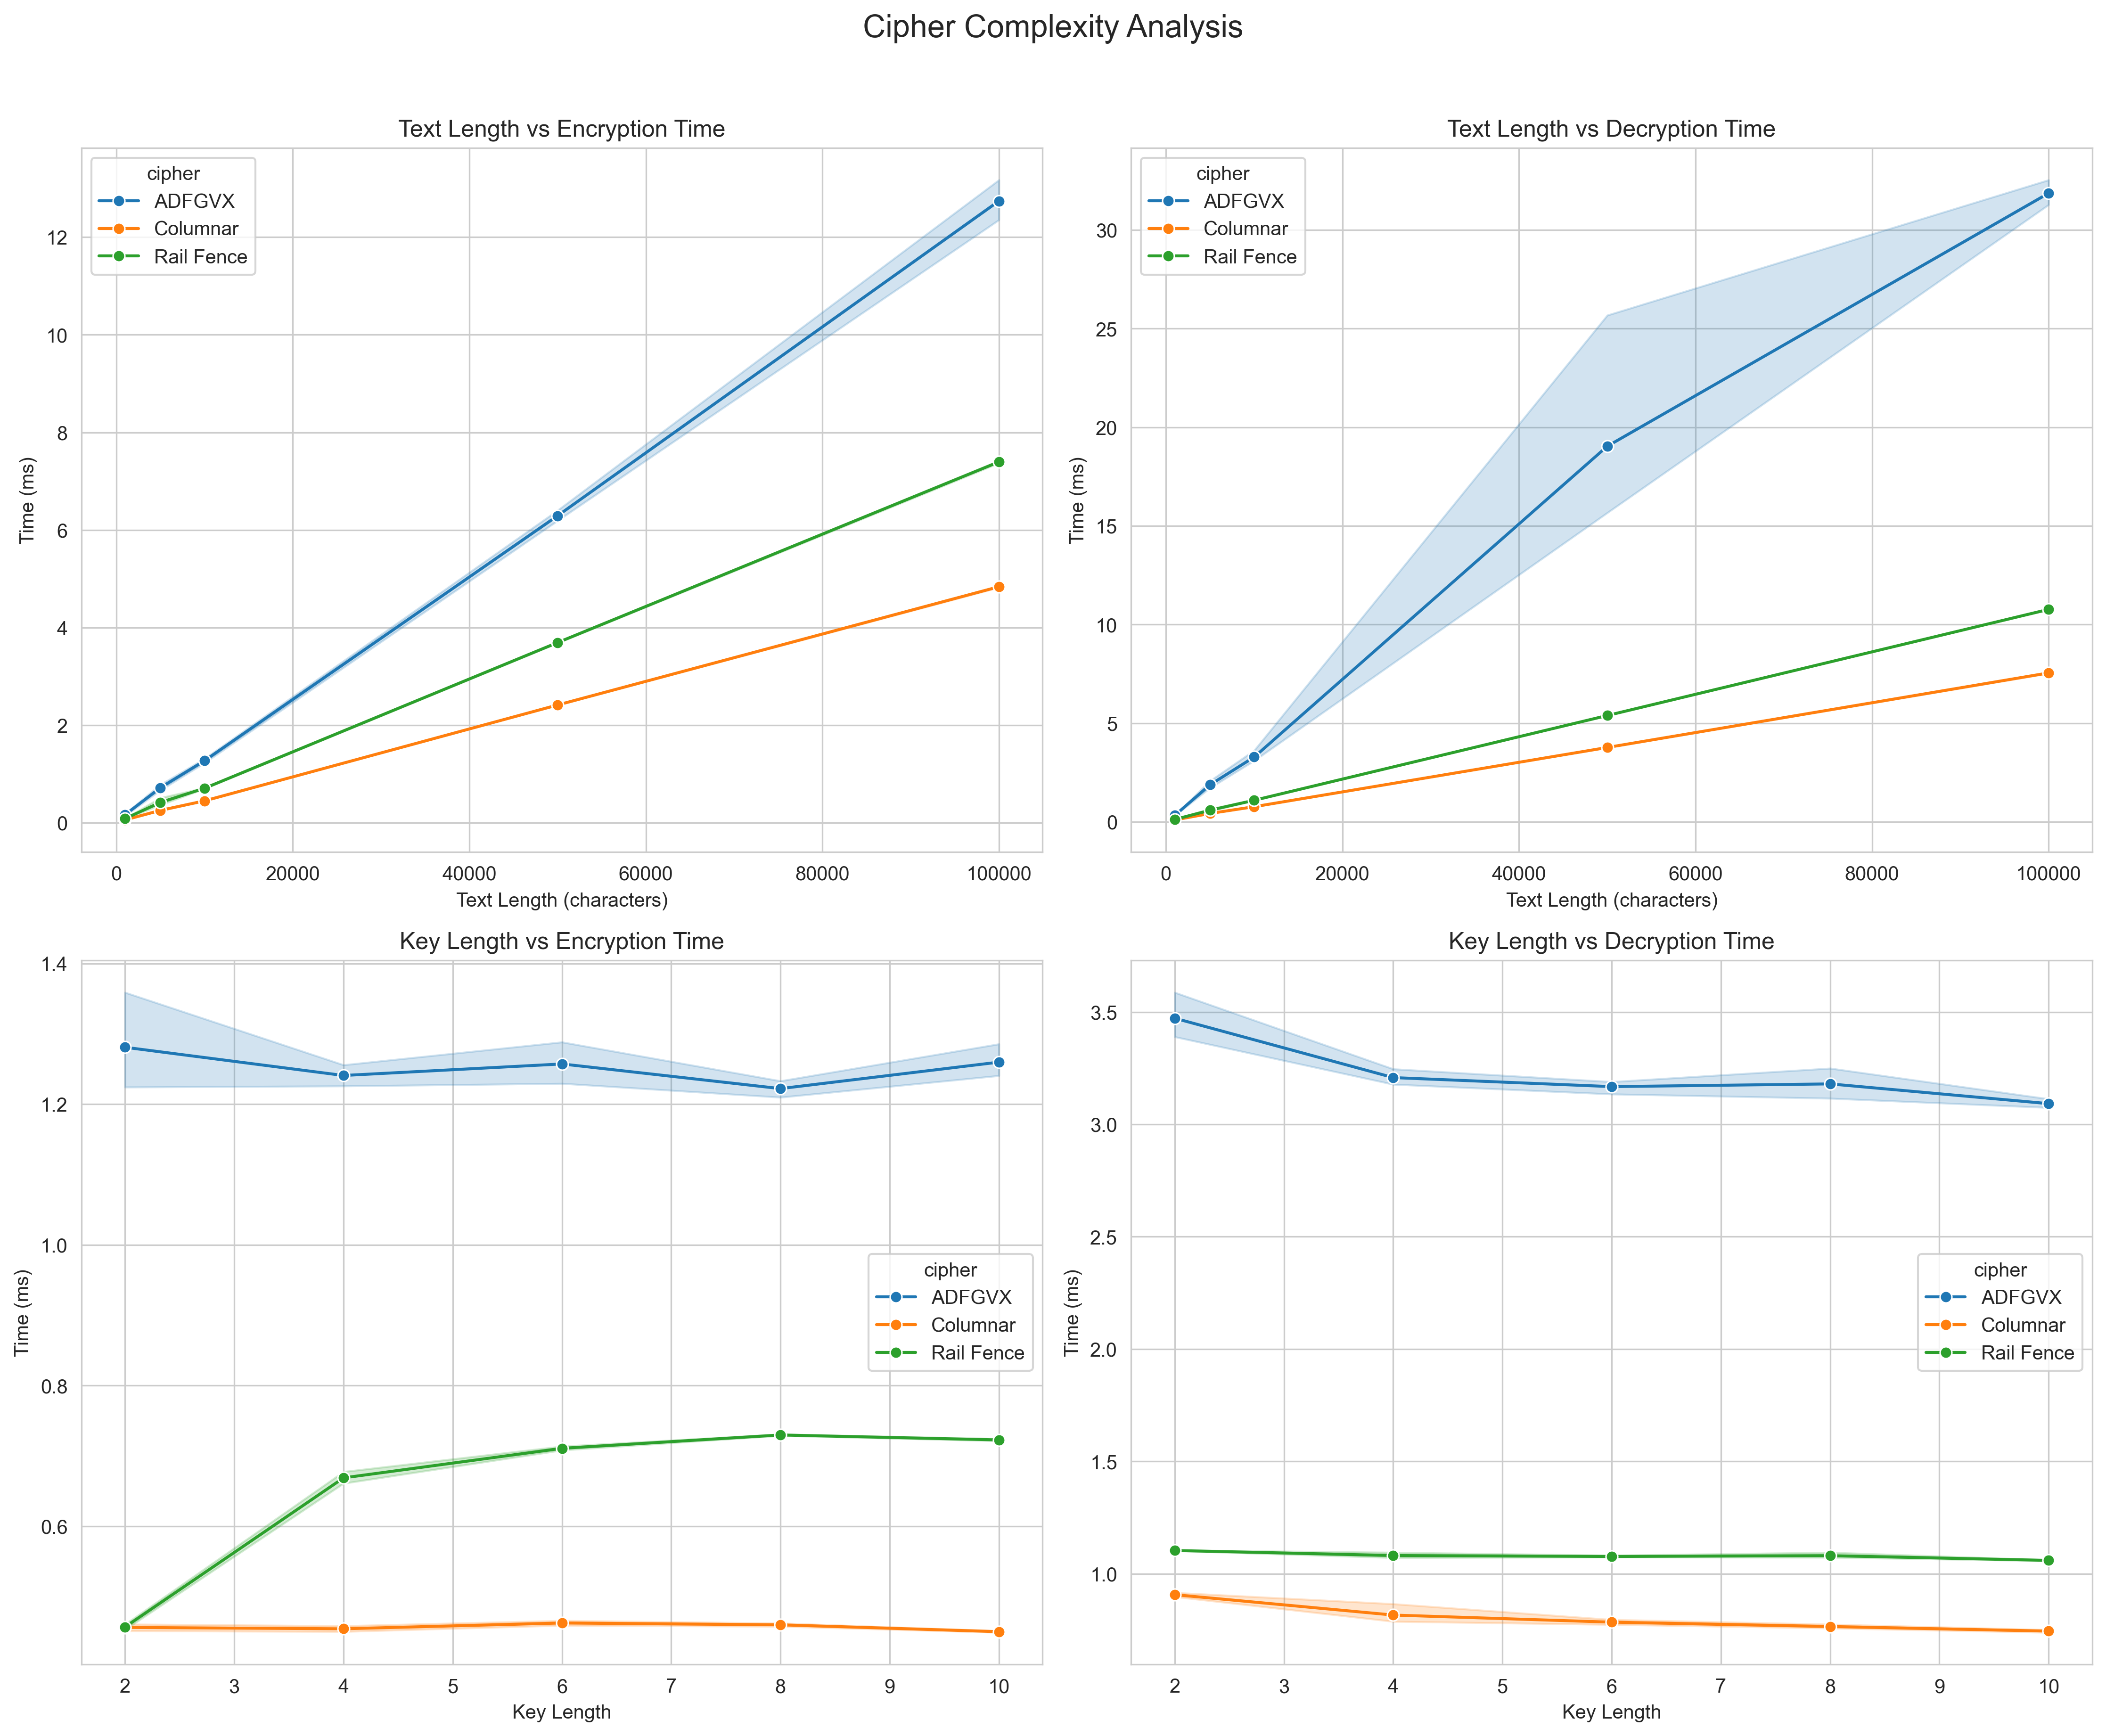 Cipher Complexity Analysis
Text Length vs Encryption Time
cipher
ADFGVX
Columnar
Rail Fence
12
10
8
6
4
2
0
Time (ms)
0 20000 40000 60000 80000 100000
Text Length (characters)
Text Length vs Decryption Time
cipher
ADFGVX
Columnar
Rail Fence
30
25
20
15
10
5
0
Time (ms)
0 20000 40000 60000 80000 100000
Text Length (characters)
Key Length vs Encryption Time
1.4
1.2
1.0
0.8
0.6
Time (ms)
cipher
ADFGVX
Columnar
Rail Fence
2 3 4 5 6 7 8 9 10
Key Length
Key Length vs Decryption Time
3.5
3.0
2.5
2.0
1.5
1.0
Time (ms)
cipher
ADFGVX
Columnar
Rail Fence
2 3 4 5 6 7 8 9 10
Key Length